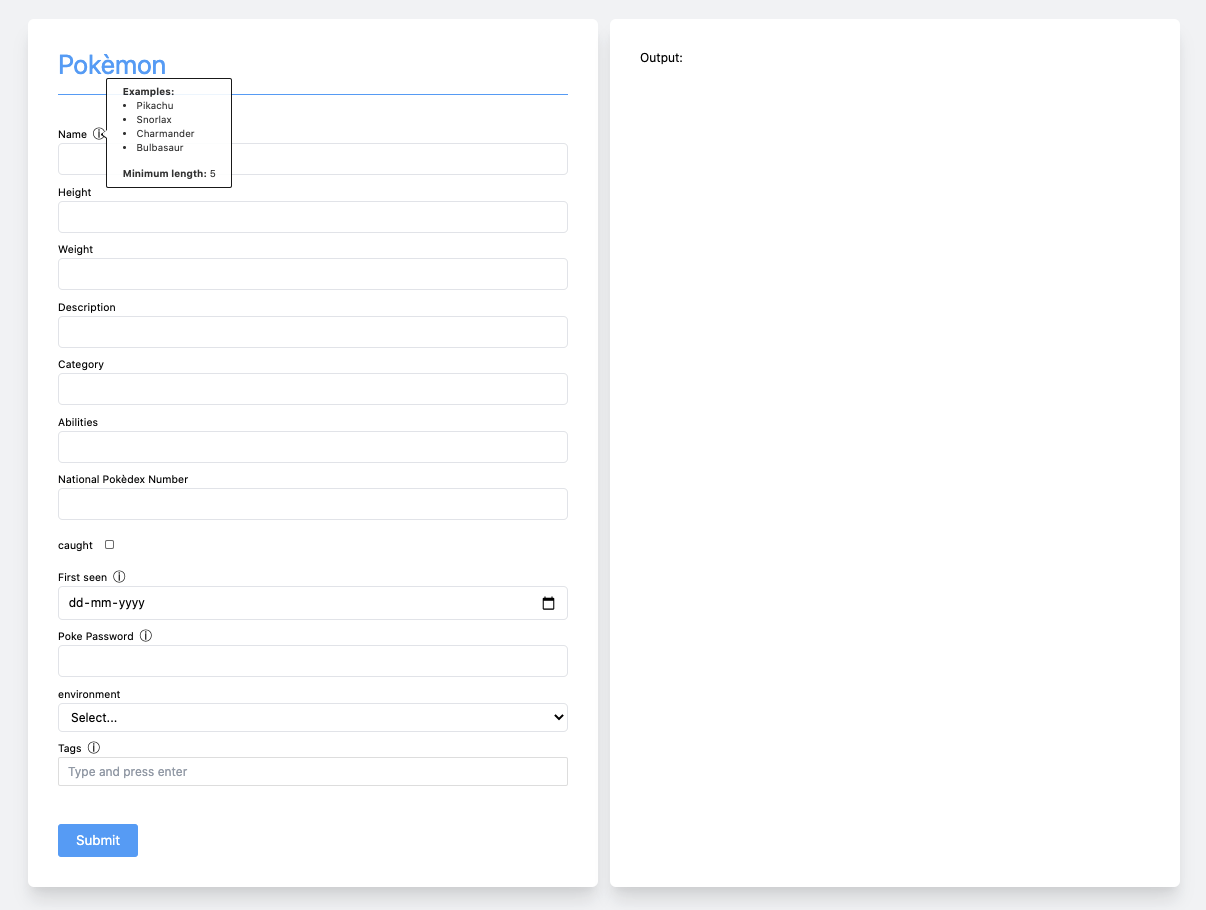 Pokèmon
Examples:
Pikachu
Snorlax
Charmander
Bulbasaur
Minimum length: 5
Name
Height
Weight
Description
Category
Abilities
National Pokèdex Number
caught
First seen
dd-mm-yyyy
Poke Password
environment
Select...
Tags
Type and press enter
Submit
Output: